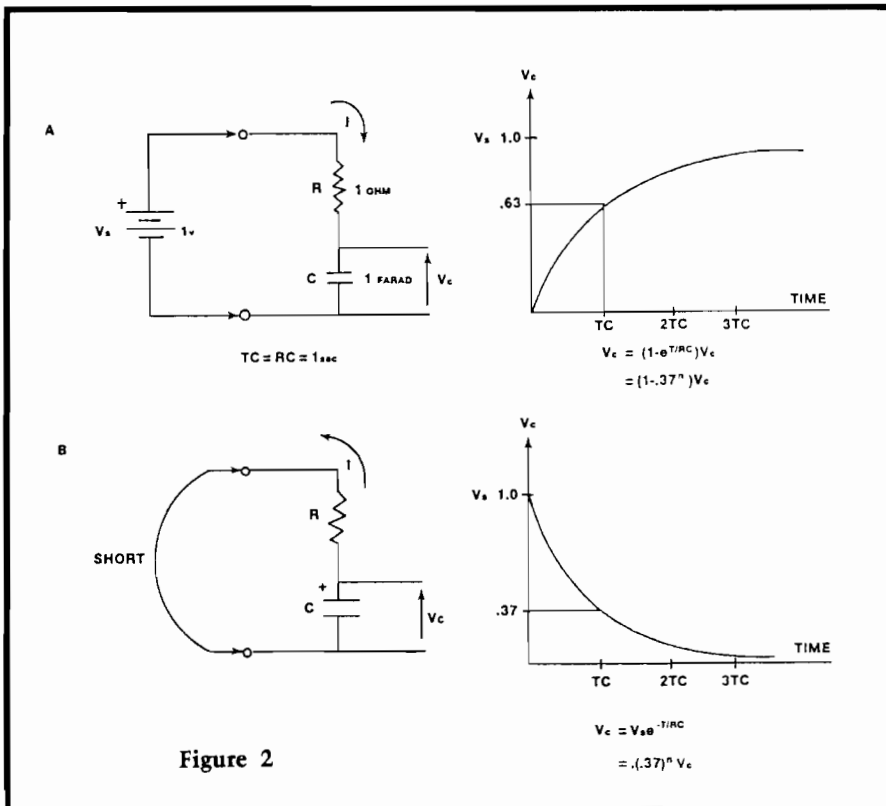 A
I
R
1 OHM
+
Vs
1v
C
1 FARAD
Vc
TC = RC = 1sec
Vc
Vs 1.0
.63
TIME
TC
2TC
3TC
Vc = (1-e^T/RC)Vc
= (1-.37^n)Vc
B
I
R
SHORT
+
C
Vc
Vc
Vs 1.0
.37
TIME
TC
2TC
3TC
Vc = Vse^-T/RC
= .(.37)^n Vc
Figure 2